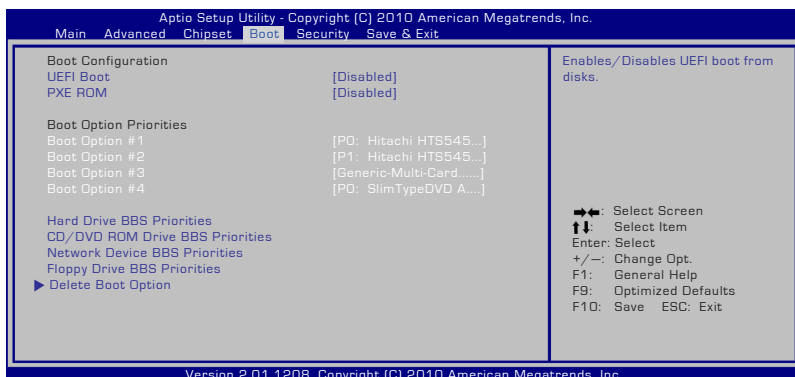 Aptio Setup Utility - Copyright (C) 2010 American Megatrends, Inc.
Main Advanced Chipset Boot Security Save & Exit
Boot Configuration
UEFI Boot [Disabled]
PXE ROM [Disabled]
Boot Option Priorities
Boot Option #1 [P0: Hitachi HTS545...]
Boot Option #2 [P1: Hitachi HTS545...]
Boot Option #3 [Generic-Multi-Card......]
Boot Option #4 [P0: SlimTypeDVD A....]
Hard Drive BBS Priorities
CD/DVD ROM Drive BBS Priorities
Network Device BBS Priorities
Floppy Drive BBS Priorities
Delete Boot Option
Enables/Disables UEFI boot from
disks.
➡⬅: Select Screen
⬆⬇: Select Item
Enter: Select
+/—: Change Opt.
F1: General Help
F9: Optimized Defaults
F10: Save ESC: Exit
Version 2.01.1208. Copyright (C) 2010 American Megatrends, Inc.